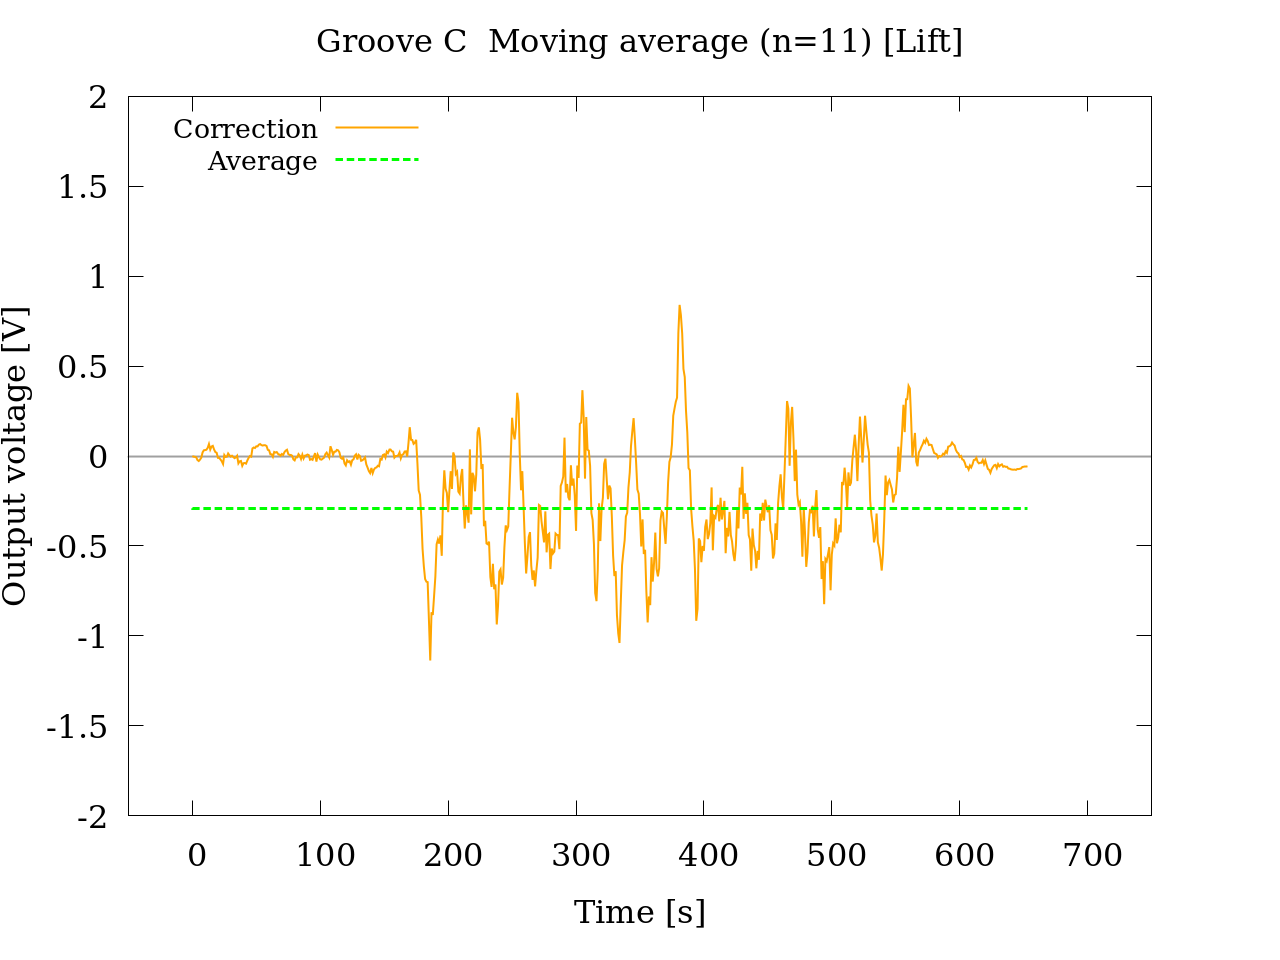 Groove C  Moving average (n=11) [Lift]
2
1.5
1
0.5
0
-0.5
-1
-1.5
-2
Output voltage [V]
Correction
Average
0 100 200 300 400 500 600 700
Time [s]